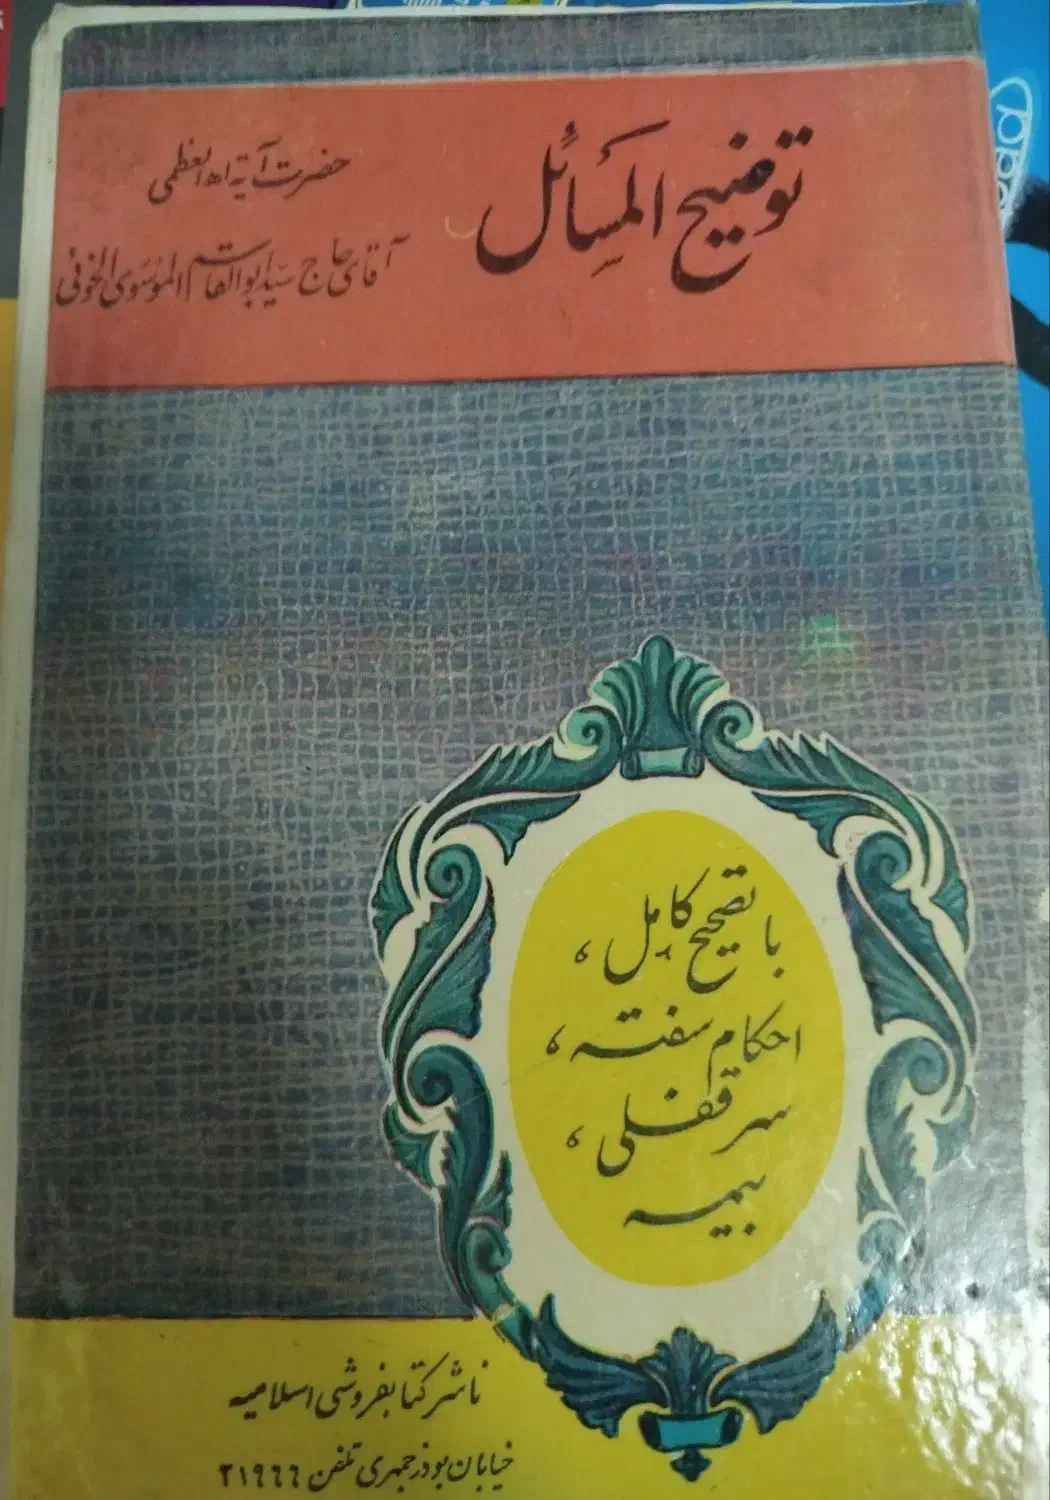 توضیح المسائل
حضرت آیة الله العظمی
آقای حاج سید ابوالقاسم الموسوی الخوئی
با تصحیح کامل،
احکام سفته،
سرقفلی،
بیمه
ناشر کتابفروشی اسلامیه
خیابان بوذرجمهری تلفن ۲۱۹۶۶